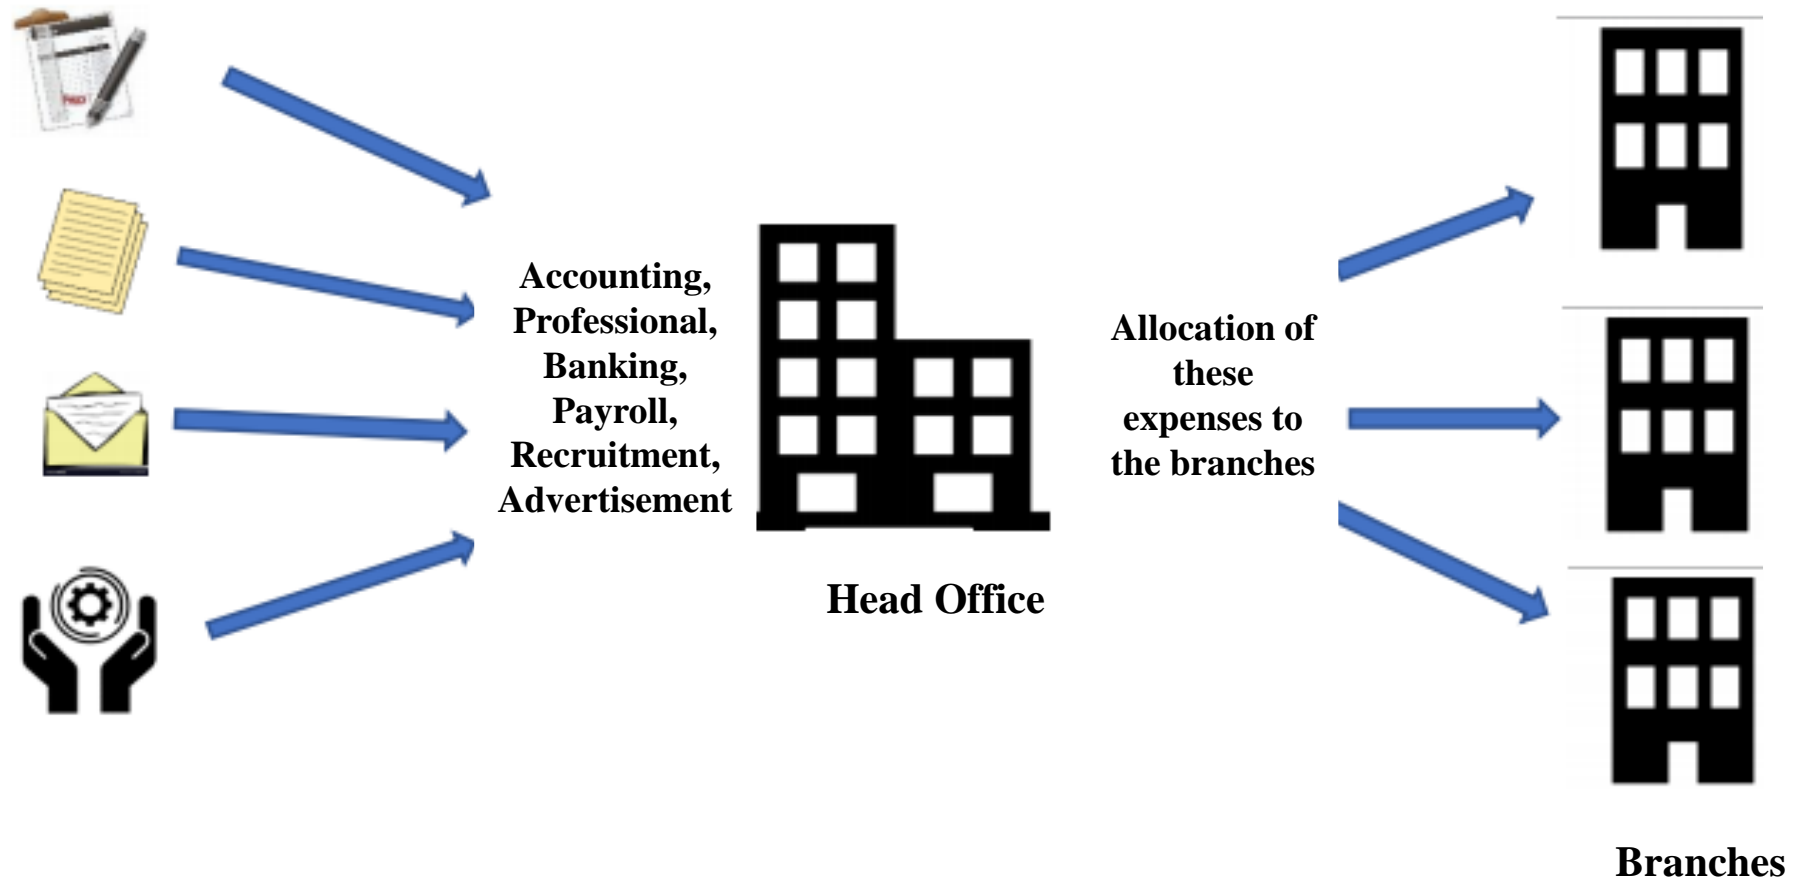 Accounting,
Professional,
Banking,
Payroll,
Recruitment,
Advertisement
Head Office
Allocation of
these
expenses to
the branches
Branches